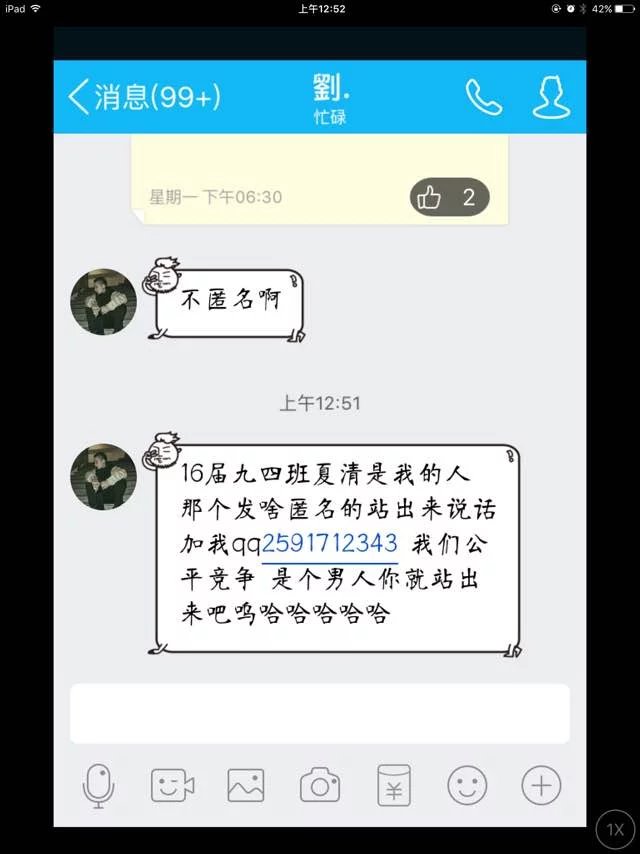 iPad 上午12:52 42%
消息(99+) 劉.
忙碌
星期一 下午06:30 2
不匿名啊
上午12:51
16届九四班夏清是我的人
那个发啥匿名的站出来说话
加我qq2591712343 我们公
平竞争 是个男人你就站出
来吧呜哈哈哈哈哈
¥
1X